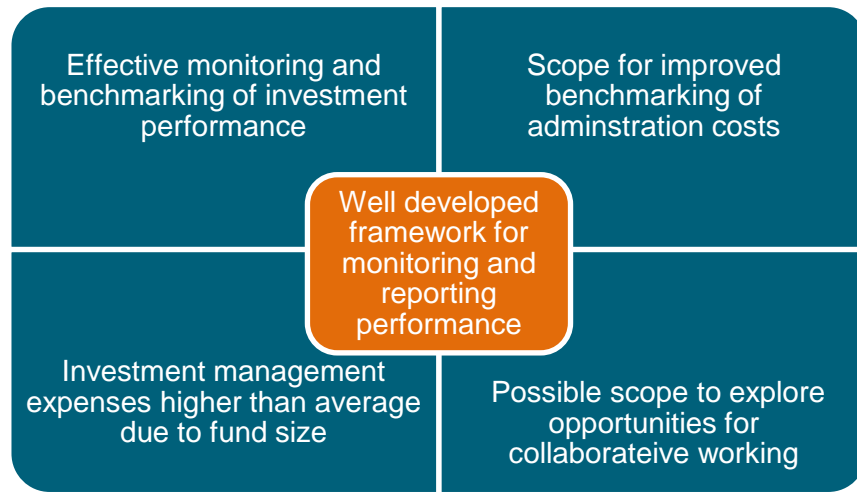 Effective monitoring and
benchmarking of investment
performance
Scope for improved
benchmarking of
adminstration costs
Well developed
framework for
monitoring and
reporting
performance
Investment management
expenses higher than average
due to fund size
Possible scope to explore
opportunities for
collaborateive working